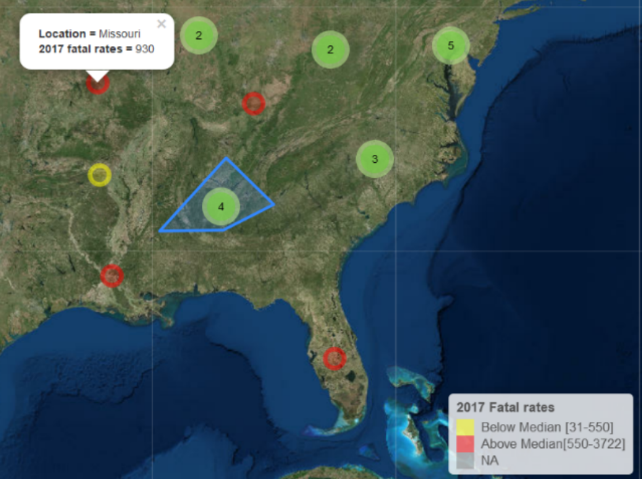 ×
Location = Missouri
2017 fatal rates = 930
2
2
5
3
4
2017 Fatal rates
Below Median [31-550]
Above Median[550-3722]
NA